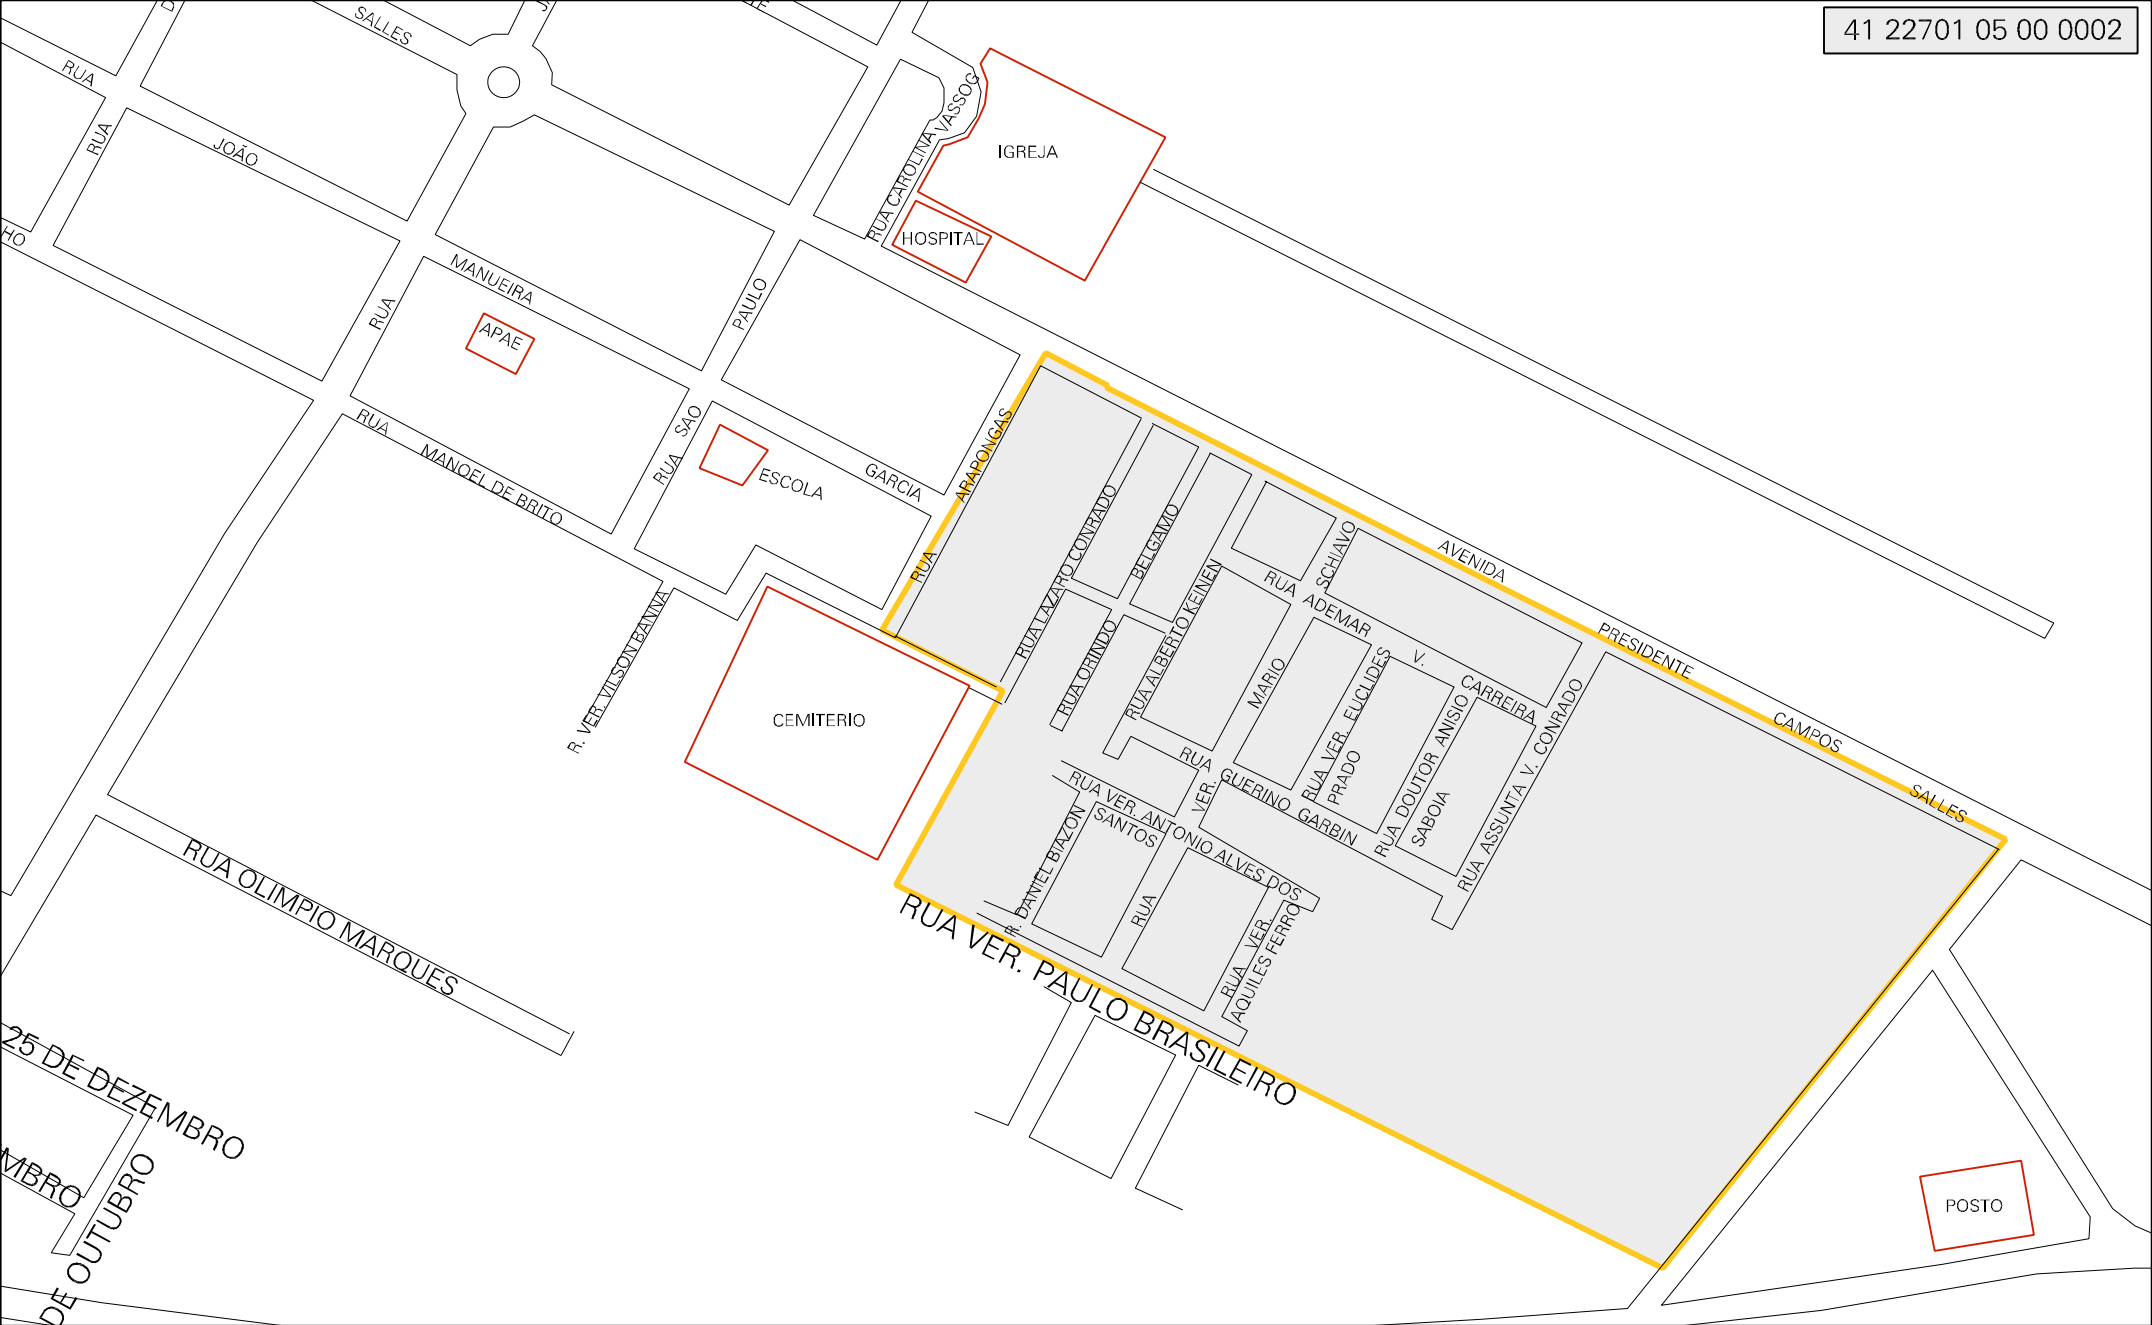 41 22701 05 00 0002
SALLES
RUA
RUA
JOÃO
HO
RUA CAROLINA VASSOG
IGREJA
HOSPITAL
MANUEIRA
RUA
PAULO
APAE
RUA
MANOEL DE BRITO
RUA SAO
ESCOLA
GARCIA
RUA ARAPONGAS
R. VER. VILSON BANNA
CEMITERIO
AVENIDA
PRESIDENTE
CAMPOS
SALLES
RUA LAZARO CONRADO
BELGAMO
RUA ORINDO
RUA ALBERTO KEINEN
SCHIAVO
RUA ADEMAR V. CARREIRA
MARIO
VER.
RUA
RUA VER. EUCLIDES
PRADO
RUA DOUTOR ANISIO
SABOIA
RUA ASSUNTA V. CONRADO
RUA GUERINO GARBIN
RUA VER. ANTONIO ALVES DOS
SANTOS
R. DANIEL BIAZON
RUA VER.
AQUILES FERRO
RUA VER. PAULO BRASILEIRO
RUA OLIMPIO MARQUES
25 DE DEZEMBRO
MBRO
DE OUTUBRO
POSTO